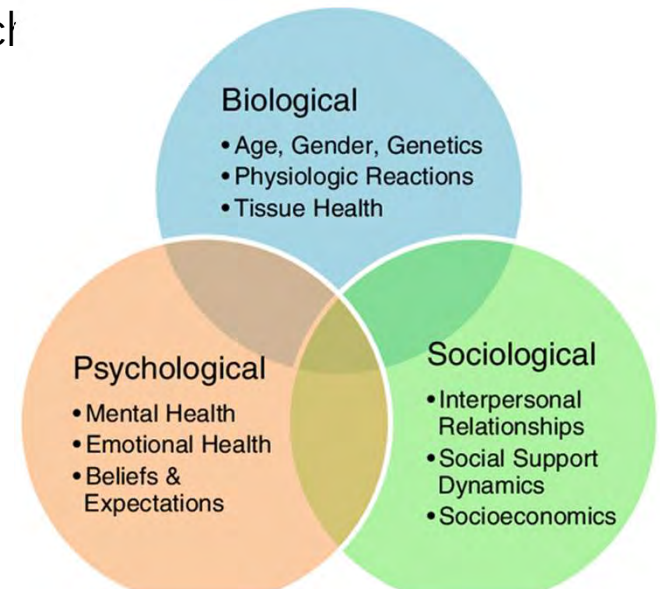 Biological
• Age, Gender, Genetics
• Physiologic Reactions
• Tissue Health
Psychological
• Mental Health
• Emotional Health
• Beliefs &
Expectations
Sociological
• Interpersonal
Relationships
• Social Support
Dynamics
• Socioeconomics